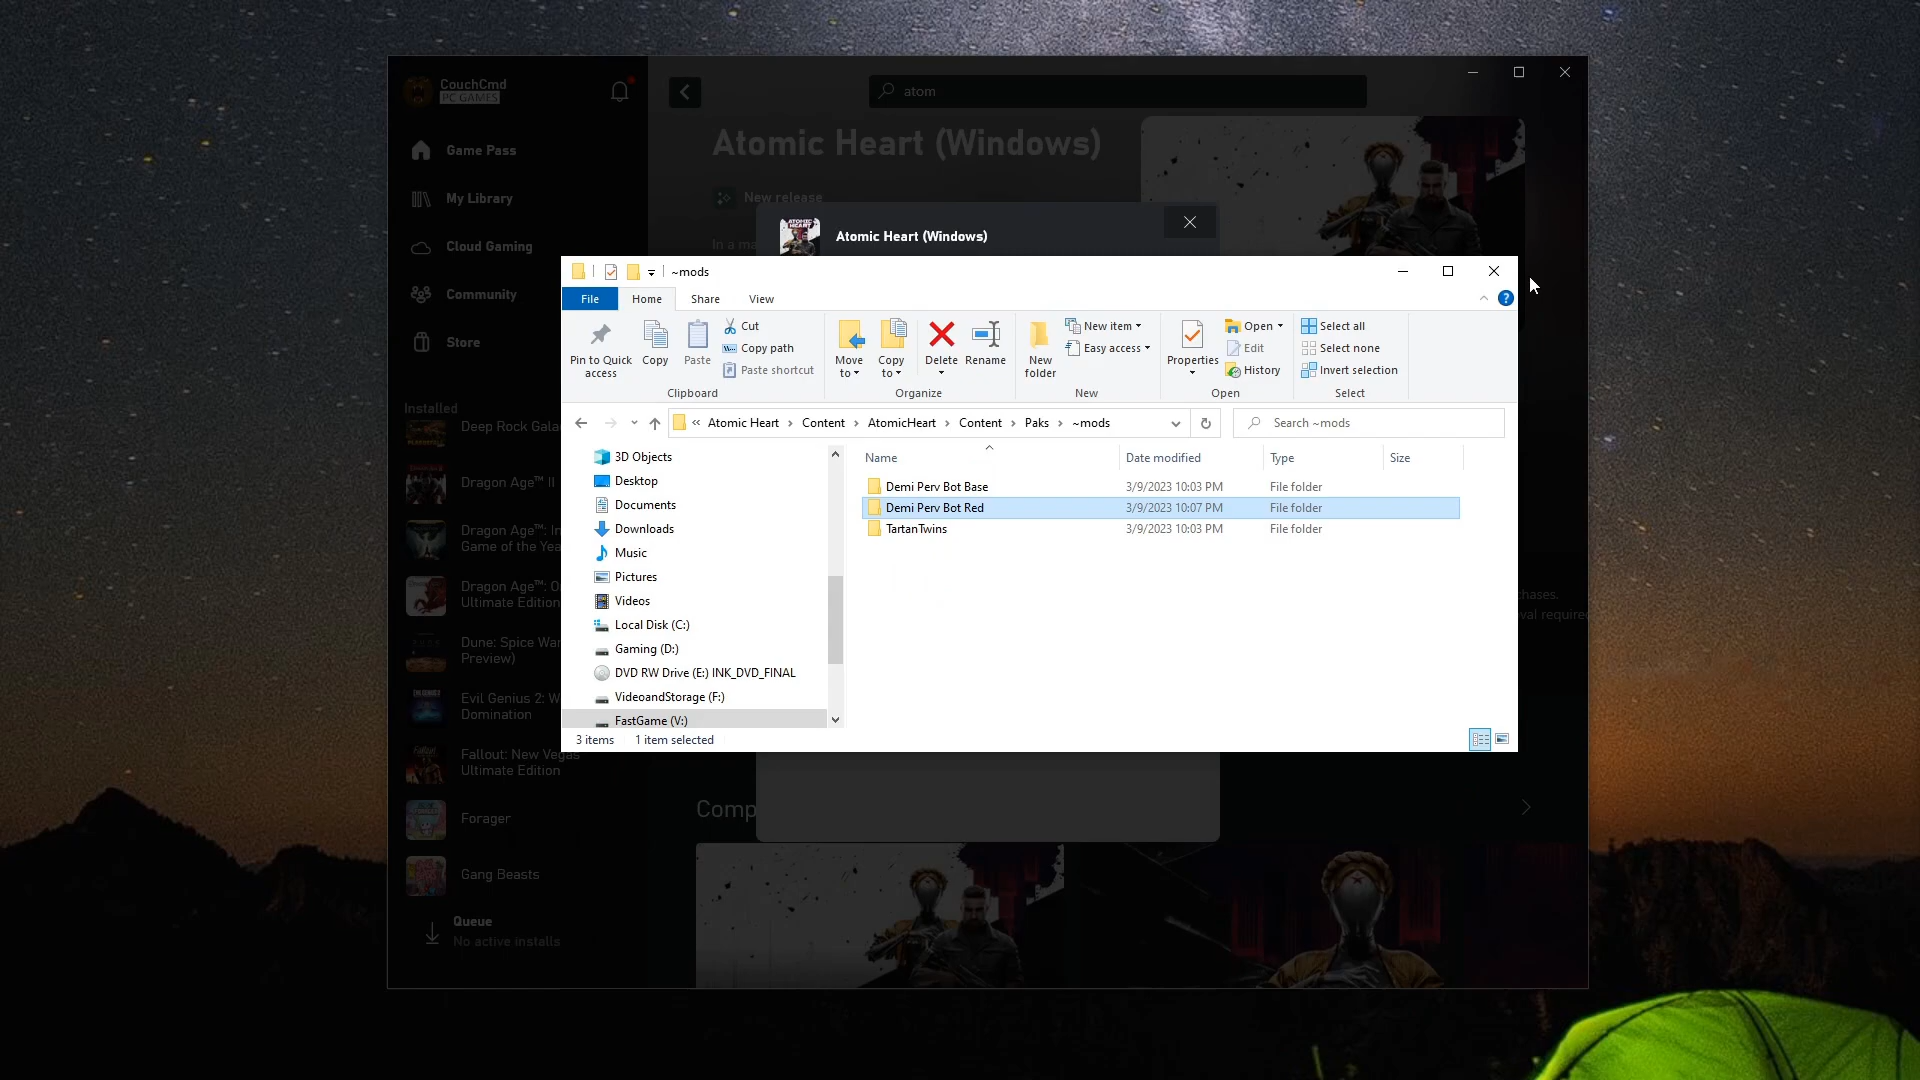 CouchCmd
PC GAMES
atom
Game Pass
My Library
Cloud Gaming
Community
Store
Installed
Deep Rock Gala
Dragon Age™ II
Dragon Age™: In
Game of the Yea
Dragon Age™: O
Ultimate Edition
Dune: Spice War
Preview)
Evil Genius 2: W
Domination
Fallout: New Vegas
Ultimate Edition
Forager
Gang Beasts
Queue
No active installs
Atomic Heart (Windows)
New release
In a ma
Atomic Heart (Windows)
chases.
val required
Comp
~mods
File
Home
Share
View
Pin to Quick
access
Copy
Paste
Cut
Copy path
Paste shortcut
Clipboard
Move
to
Copy
to
Delete
Rename
Organize
New
folder
New item
Easy access
New
Properties
Open
Edit
History
Open
Select all
Select none
Invert selection
Select
« Atomic Heart › Content › AtomicHeart › Content › Paks › ~mods
Search ~mods
3D Objects
Desktop
Documents
Downloads
Music
Pictures
Videos
Local Disk (C:)
Gaming (D:)
DVD RW Drive (E:) INK_DVD_FINAL
VideoandStorage (F:)
FastGame (V:)
Name Date modified Type Size
Demi Perv Bot Base 3/9/2023 10:03 PM File folder
Demi Perv Bot Red 3/9/2023 10:07 PM File folder
TartanTwins 3/9/2023 10:03 PM File folder
3 items 1 item selected